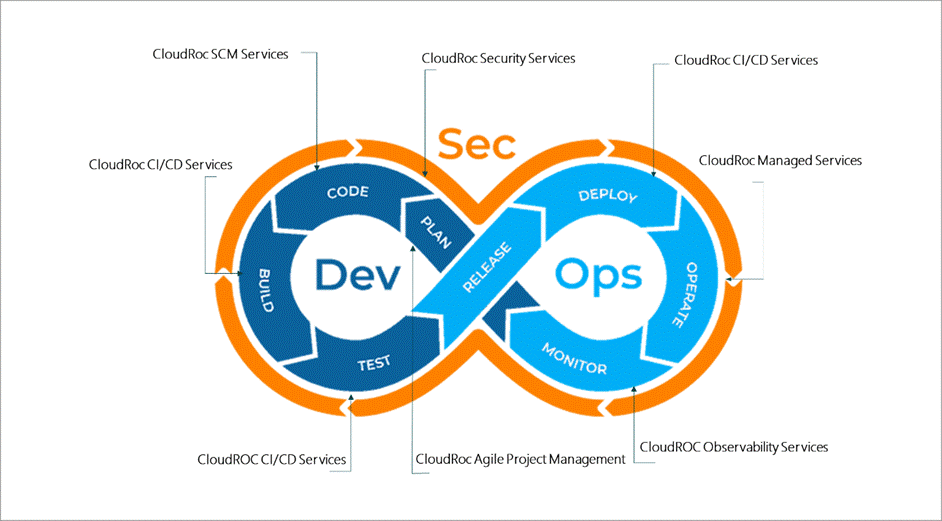 CloudRoc SCM Services
CloudRoc Security Services
CloudRoc CI/CD Services
Sec
CloudRoc CI/CD Services
CloudRoc Managed Services
CODE
DEPLOY
PLAN
RELEASE
Dev
Ops
BUILD
OPERATE
TEST
MONITOR
CloudROC CI/CD Services
CloudRoc Agile Project Management
CloudROC Observability Services